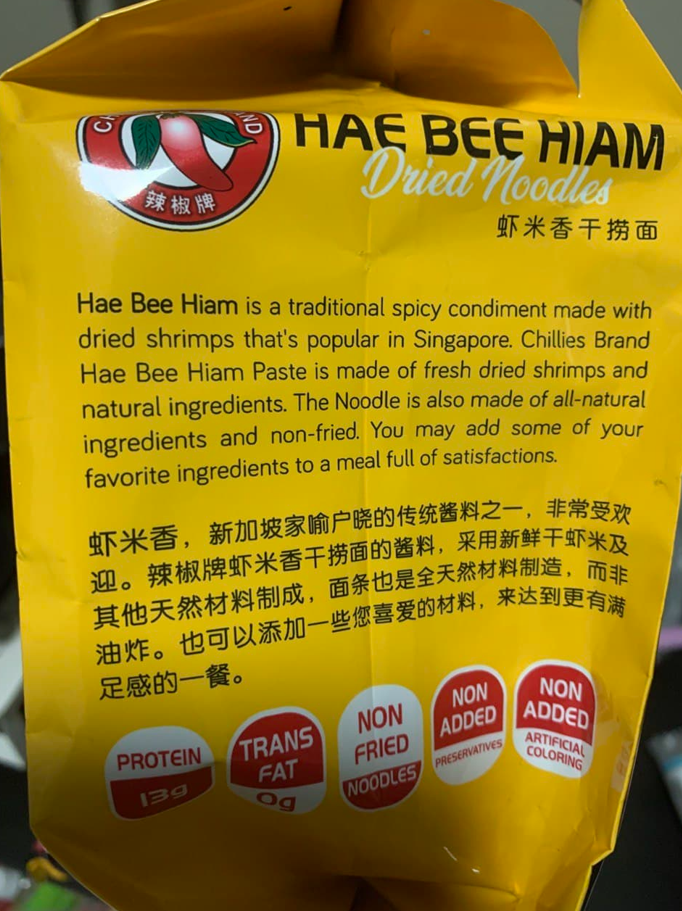 辣椒牌
HAE BEE HIAM
Dried Noodles
虾米香干捞面
Hae Bee Hiam is a traditional spicy condiment made with
dried shrimps that's popular in Singapore. Chillies Brand
Hae Bee Hiam Paste is made of fresh dried shrimps and
natural ingredients. The Noodle is also made of all-natural
ingredients and non-fried. You may add some of your
favorite ingredients to a meal full of satisfactions.
虾米香，新加坡家喻户晓的传统酱料之一，非常受欢
迎。辣椒牌虾米香干捞面的酱料，采用新鲜干虾米及
其他天然材料制成，面条也是全天然材料制造，而非
油炸。也可以添加一些您喜爱的材料，来达到更有满
足感的一餐。
PROTEIN
13g
TRANS
FAT
0g
NON
FRIED
NOODLES
NON
ADDED
PRESERVATIVES
NON
ADDED
ARTIFICIAL
COLORING